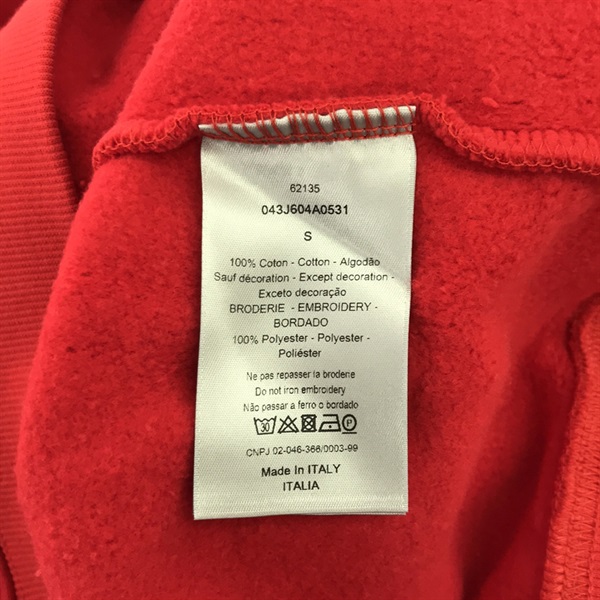 62135
043J604A0531
S
100% Coton - Cotton - Algodão
Sauf décoration - Except decoration -
Exceto decoração
BRODERIE - EMBROIDERY -
BORDADO
100% Polyester - Polyester -
Poliéster
Ne pas repasser la broderie
Do not iron embroidery
Não passar a ferro o bordado
30 P
CNPJ 02-046-366/0003-99
Made In ITALY
ITALIA